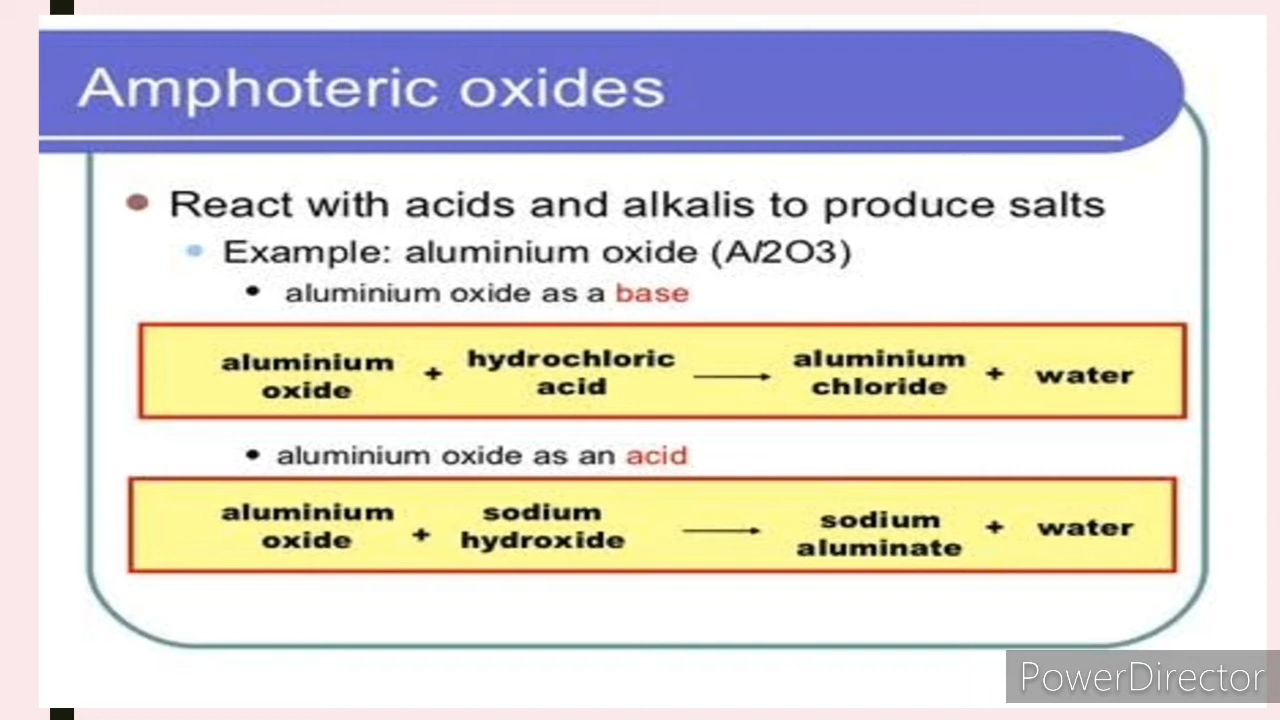 Amphoteric oxides
React with acids and alkalis to produce salts
Example: aluminium oxide (Al2O3)
aluminium oxide as a base
aluminium oxide + hydrochloric acid → aluminium chloride + water
aluminium oxide as an acid
aluminium oxide + sodium hydroxide → sodium aluminate + water
PowerDirector